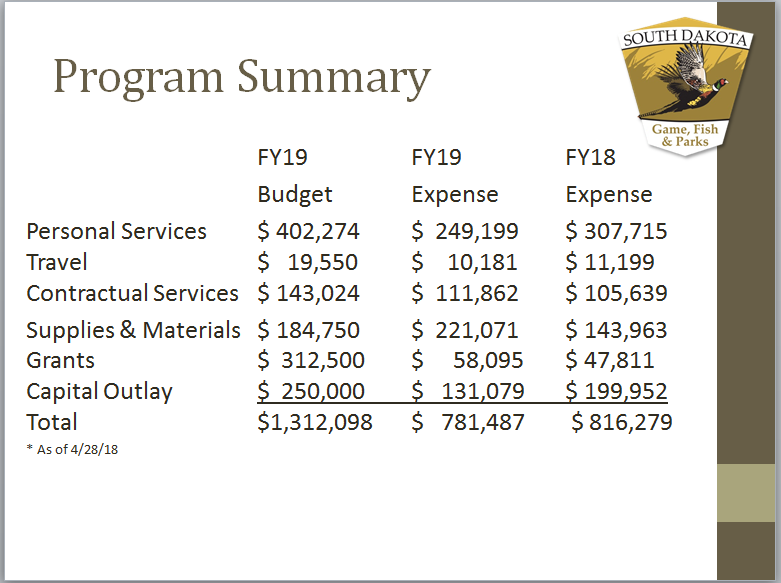 Program Summary
SOUTH DAKOTA
Game, Fish
& Parks
FY19 FY19 FY18
Budget Expense Expense
Personal Services $ 402,274 $ 249,199 $ 307,715
Travel $ 19,550 $ 10,181 $ 11,199
Contractual Services $ 143,024 $ 111,862 $ 105,639
Supplies & Materials $ 184,750 $ 221,071 $ 143,963
Grants $ 312,500 $ 58,095 $ 47,811
Capital Outlay $ 250,000 $ 131,079 $ 199,952
Total $1,312,098 $ 781,487 $ 816,279
* As of 4/28/18